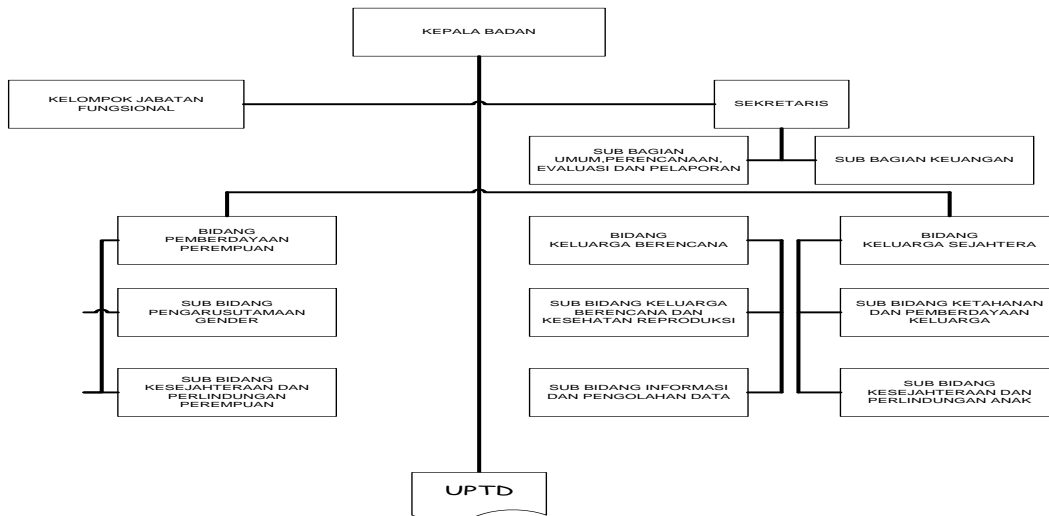 KEPALA BADAN
KELOMPOK JABATAN
FUNGSIONAL
SEKRETARIS
SUB BAGIAN
UMUM,PERENCANAAN,
EVALUASI DAN PELAPORAN
SUB BAGIAN KEUANGAN
BIDANG
PEMBERDAYAAN
PEREMPUAN
BIDANG
KELUARGA BERENCANA
BIDANG
KELUARGA SEJAHTERA
SUB BIDANG
PENGARUSUTAMAAN
GENDER
SUB BIDANG KELUARGA
BERENCANA DAN
KESEHATAN REPRODUKSI
SUB BIDANG KETAHANAN
DAN PEMBERDAYAAN
KELUARGA
SUB BIDANG
KESEJAHTERAAN DAN
PERLINDUNGAN
PEREMPUAN
SUB BIDANG INFORMASI
DAN PENGOLAHAN DATA
SUB BIDANG
KESEJAHTERAAN DAN
PERLINDUNGAN ANAK
UPTD